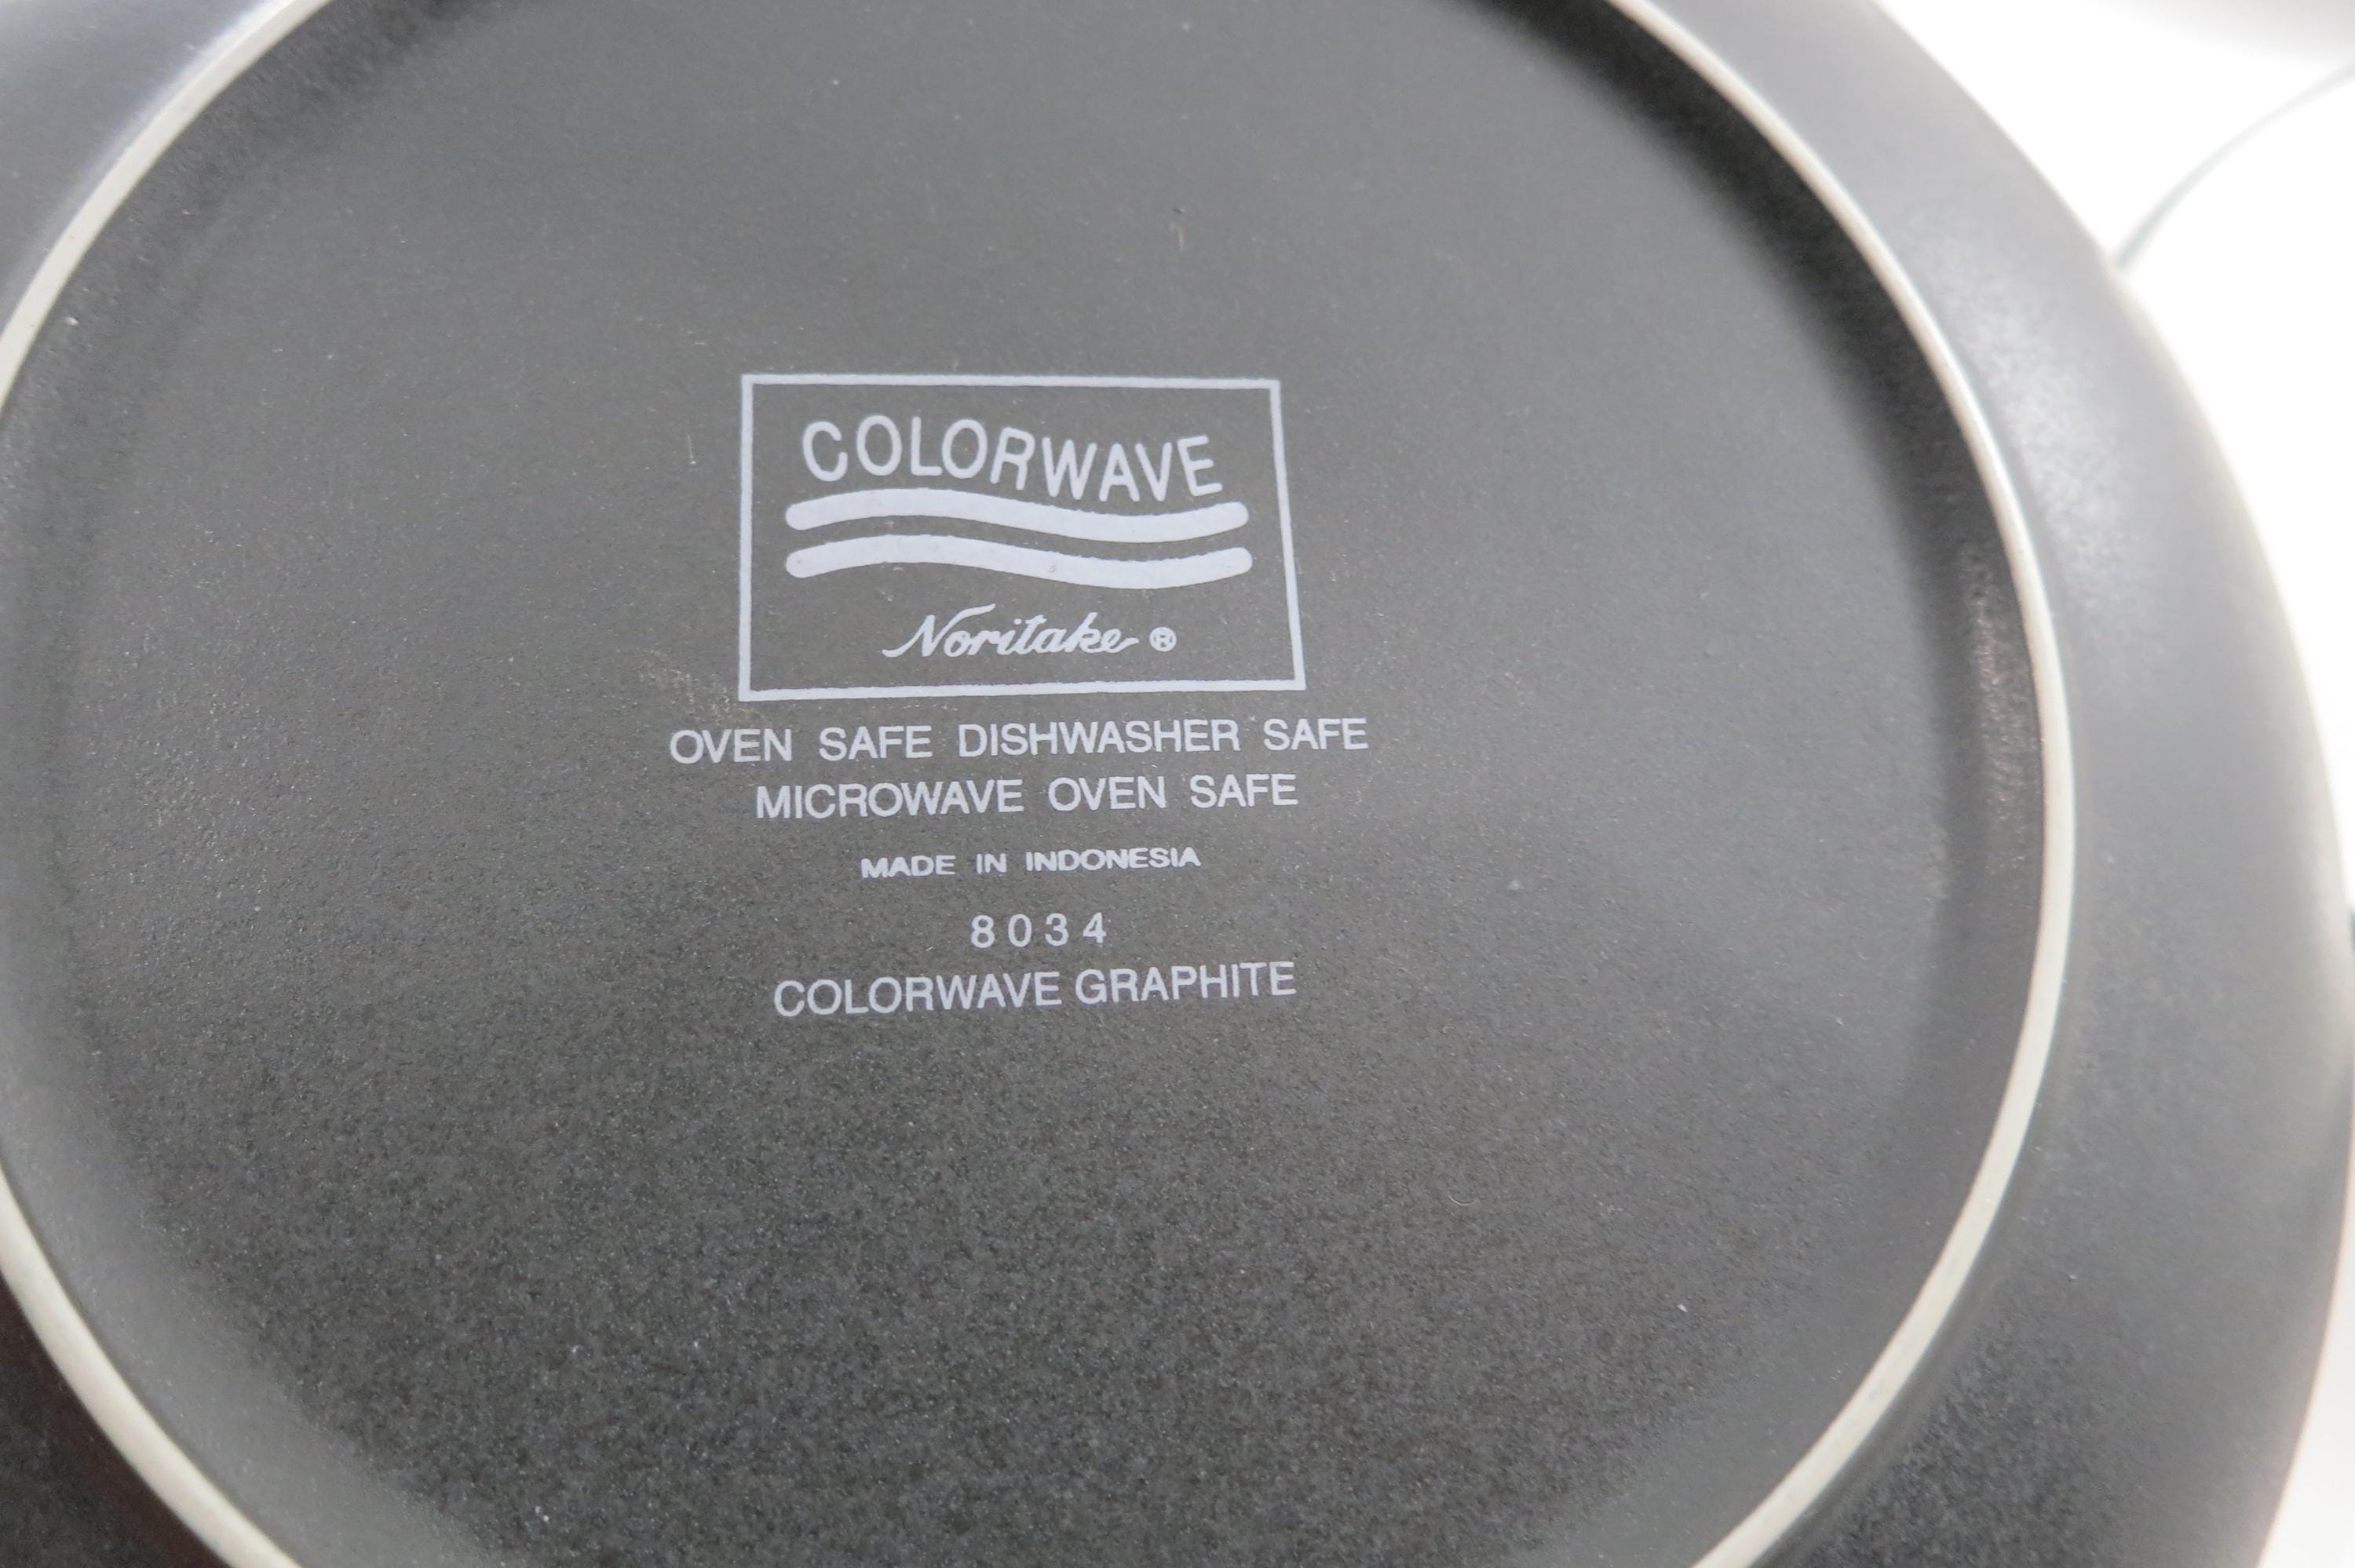 COLORWAVE
Noritake ®
OVEN SAFE DISHWASHER SAFE
MICROWAVE OVEN SAFE
MADE IN INDONESIA
8034
COLORWAVE GRAPHITE